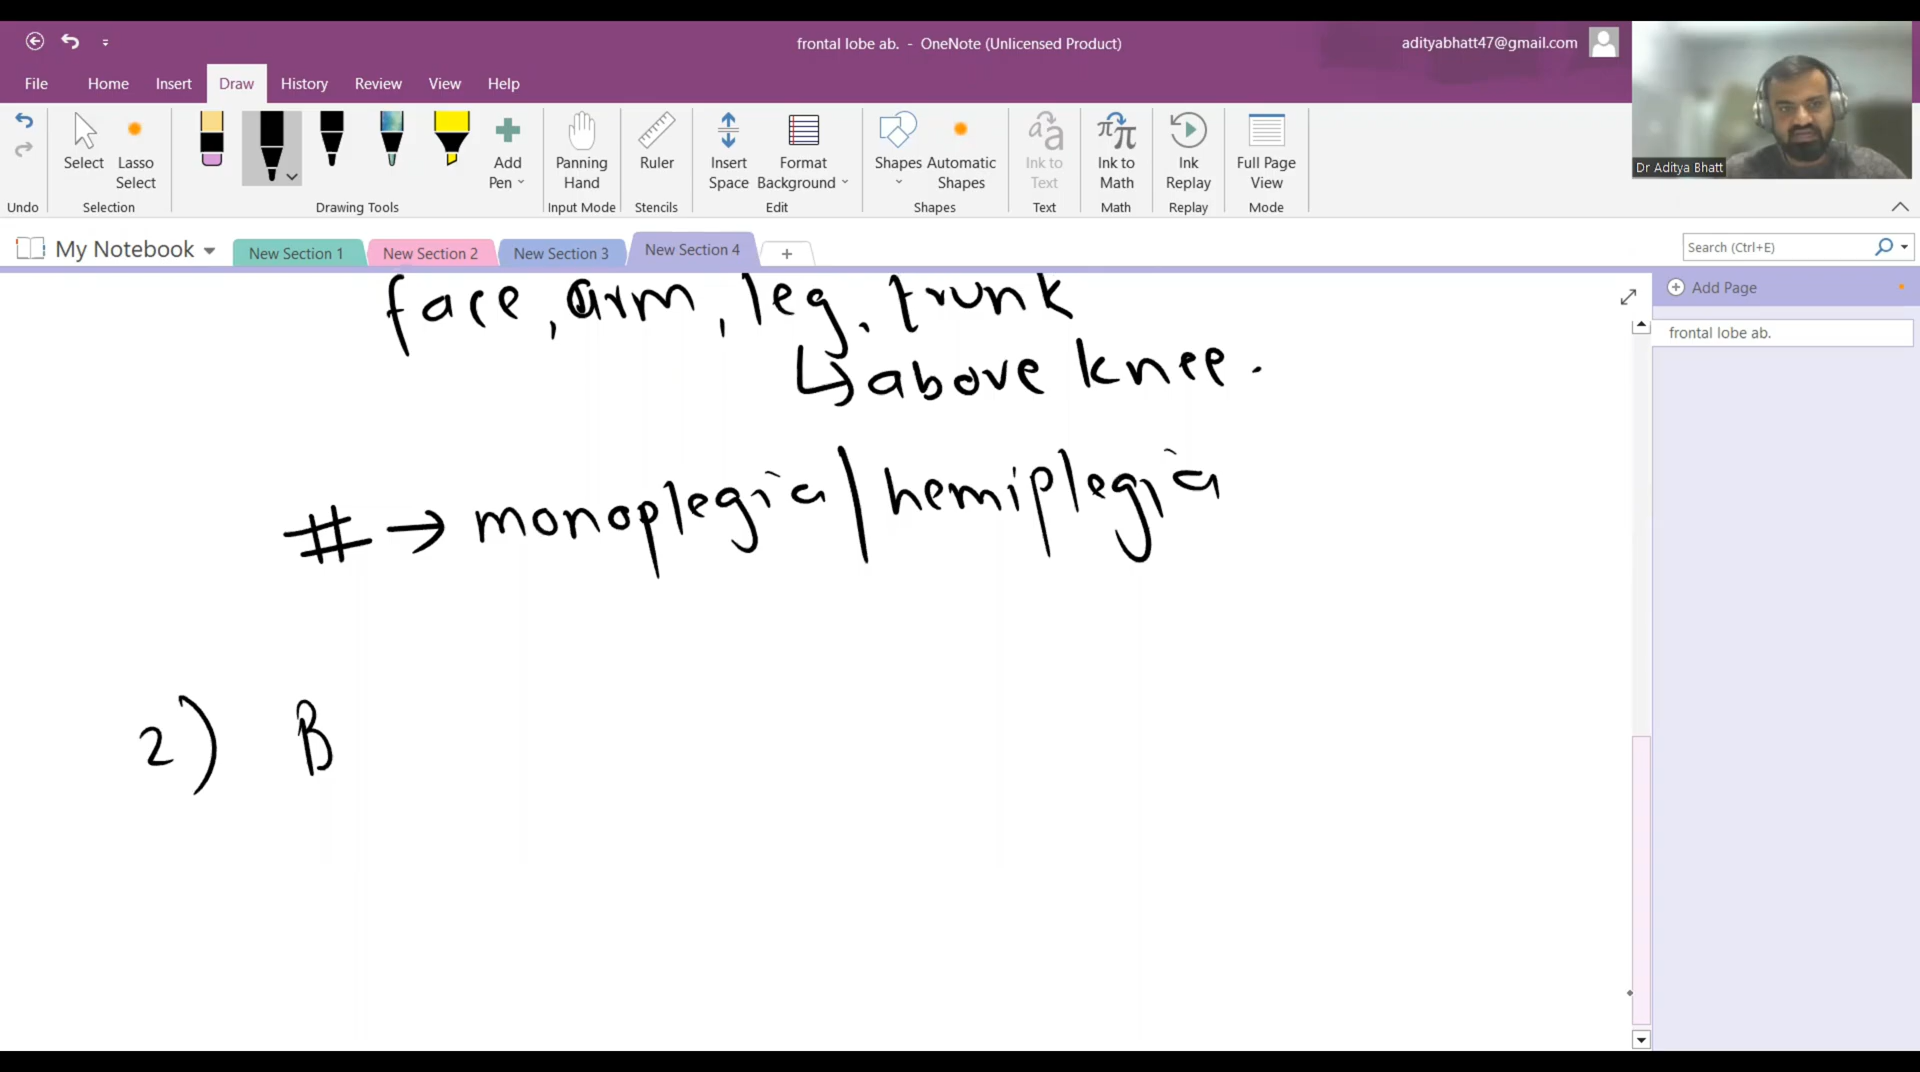 frontal lobe ab. - OneNote (Unlicensed Product)
adityabhatt47@gmail.com
File Home Insert Draw History Review View Help
Select
Lasso Select
Add Pen
Panning Hand
Ruler
Insert Space
Format Background
Shapes
Automatic Shapes
Ink to Text
Ink to Math
Ink Replay
Full Page View
Dr Aditya Bhatt
Undo Selection Drawing Tools Input Mode Stencils Edit Shapes Text Math Replay Mode
My Notebook New Section 1 New Section 2 New Section 3 New Section 4
Search (Ctrl+E)
Add Page
frontal lobe ab.
face, arm, leg, trunk
↳ above knee.
# → monoplegia/hemiplegia
2) B